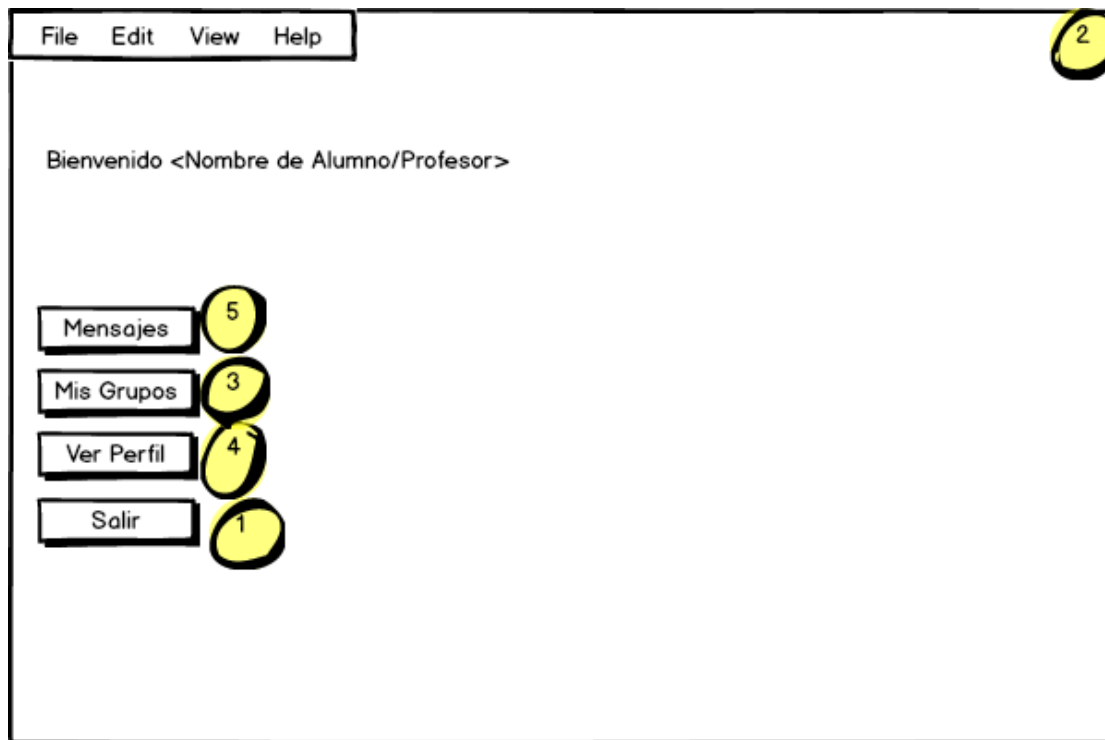 File Edit View Help
2
Bienvenido <Nombre de Alumno/Profesor>
Mensajes 5
Mis Grupos 3
Ver Perfil 4
Salir 1